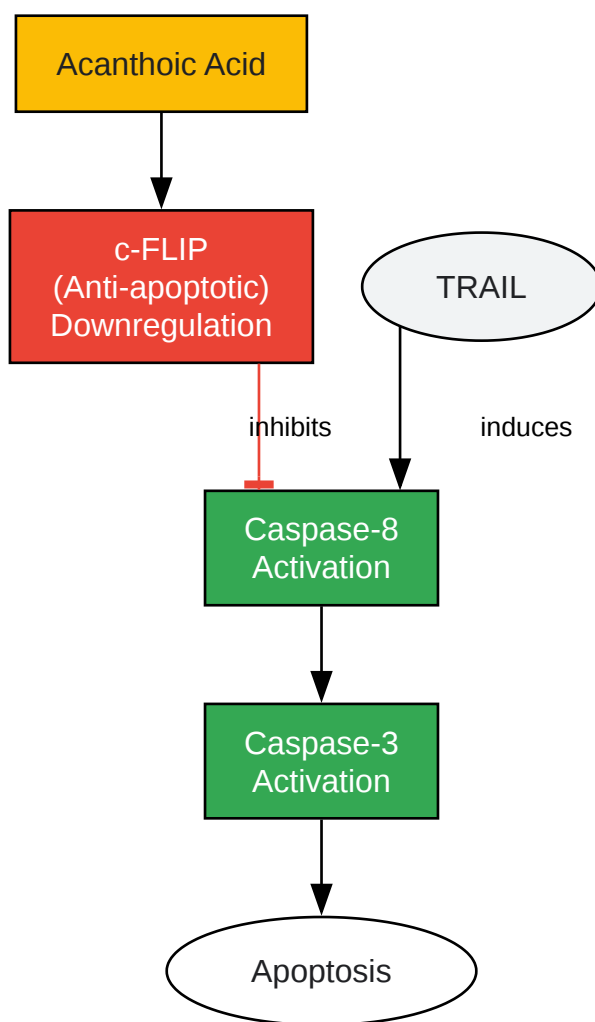 Acanthoic Acid
c-FLIP
(Anti-apoptotic)
Downregulation
TRAIL
inhibits
induces
Caspase-8
Activation
Caspase-3
Activation
Apoptosis